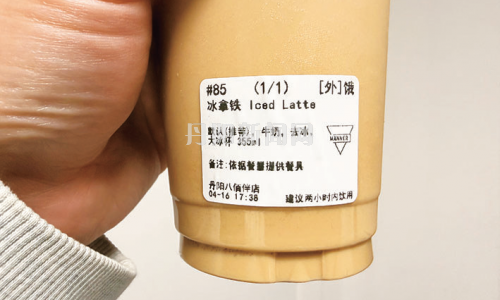 #85 (1/1) [外]饿
冰拿铁 Iced Latte
默认(推荐), 牛奶, 去冰,
大冰杯 355ml
MANNER
备注:依据餐量提供餐具
丹阳八佰伴店
04-16 17:38 建议两小时内饮用